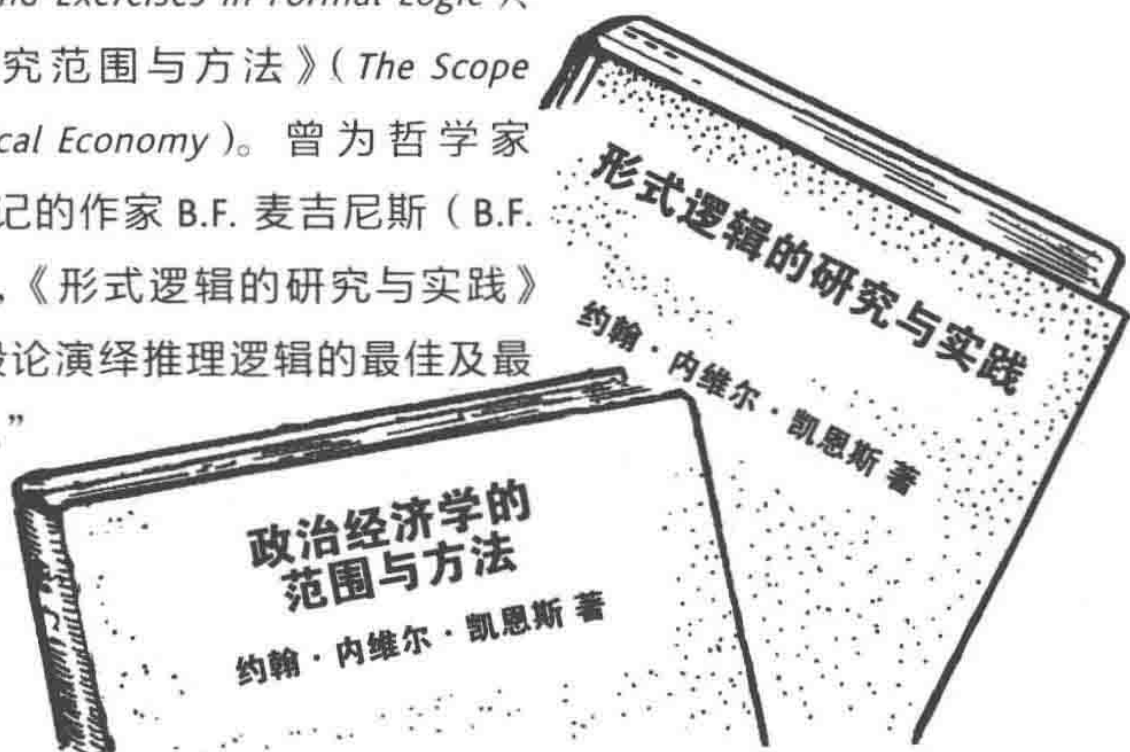 and Exercises in Formal Logic）、
究范围与方法》（The Scope
cal Economy）。曾为哲学家
记的作家 B.F. 麦吉尼斯（B.F.
，《形式逻辑的研究与实践》
论演绎推理逻辑的最佳及最
”
形式逻辑的研究与实践
约翰·内维尔·凯恩斯 著
政治经济学的
范围与方法
约翰·内维尔·凯恩斯 著